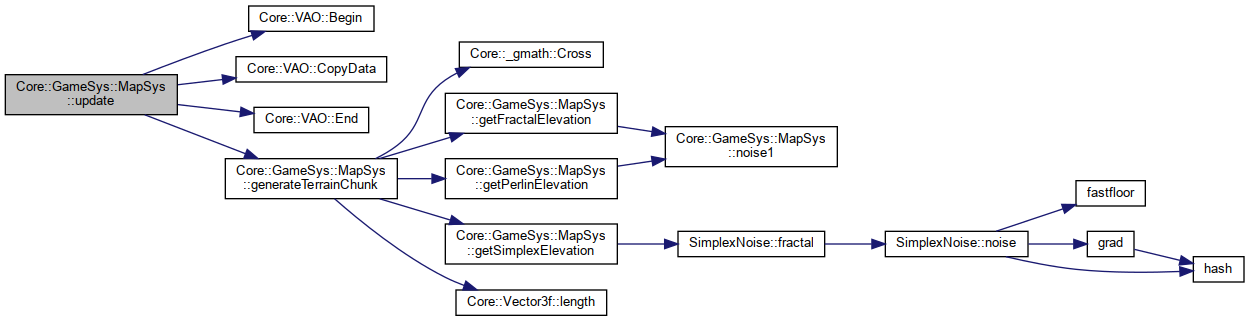 Core::GameSys::MapSys
::update
Core::VAO::Begin
Core::VAO::CopyData
Core::VAO::End
Core::GameSys::MapSys
::generateTerrainChunk
Core::_gmath::Cross
Core::GameSys::MapSys
::getFractalElevation
Core::GameSys::MapSys
::getPerlinElevation
Core::GameSys::MapSys
::getSimplexElevation
Core::Vector3f::length
Core::GameSys::MapSys
::noise1
SimplexNoise::fractal
SimplexNoise::noise
fastfloor
grad
hash